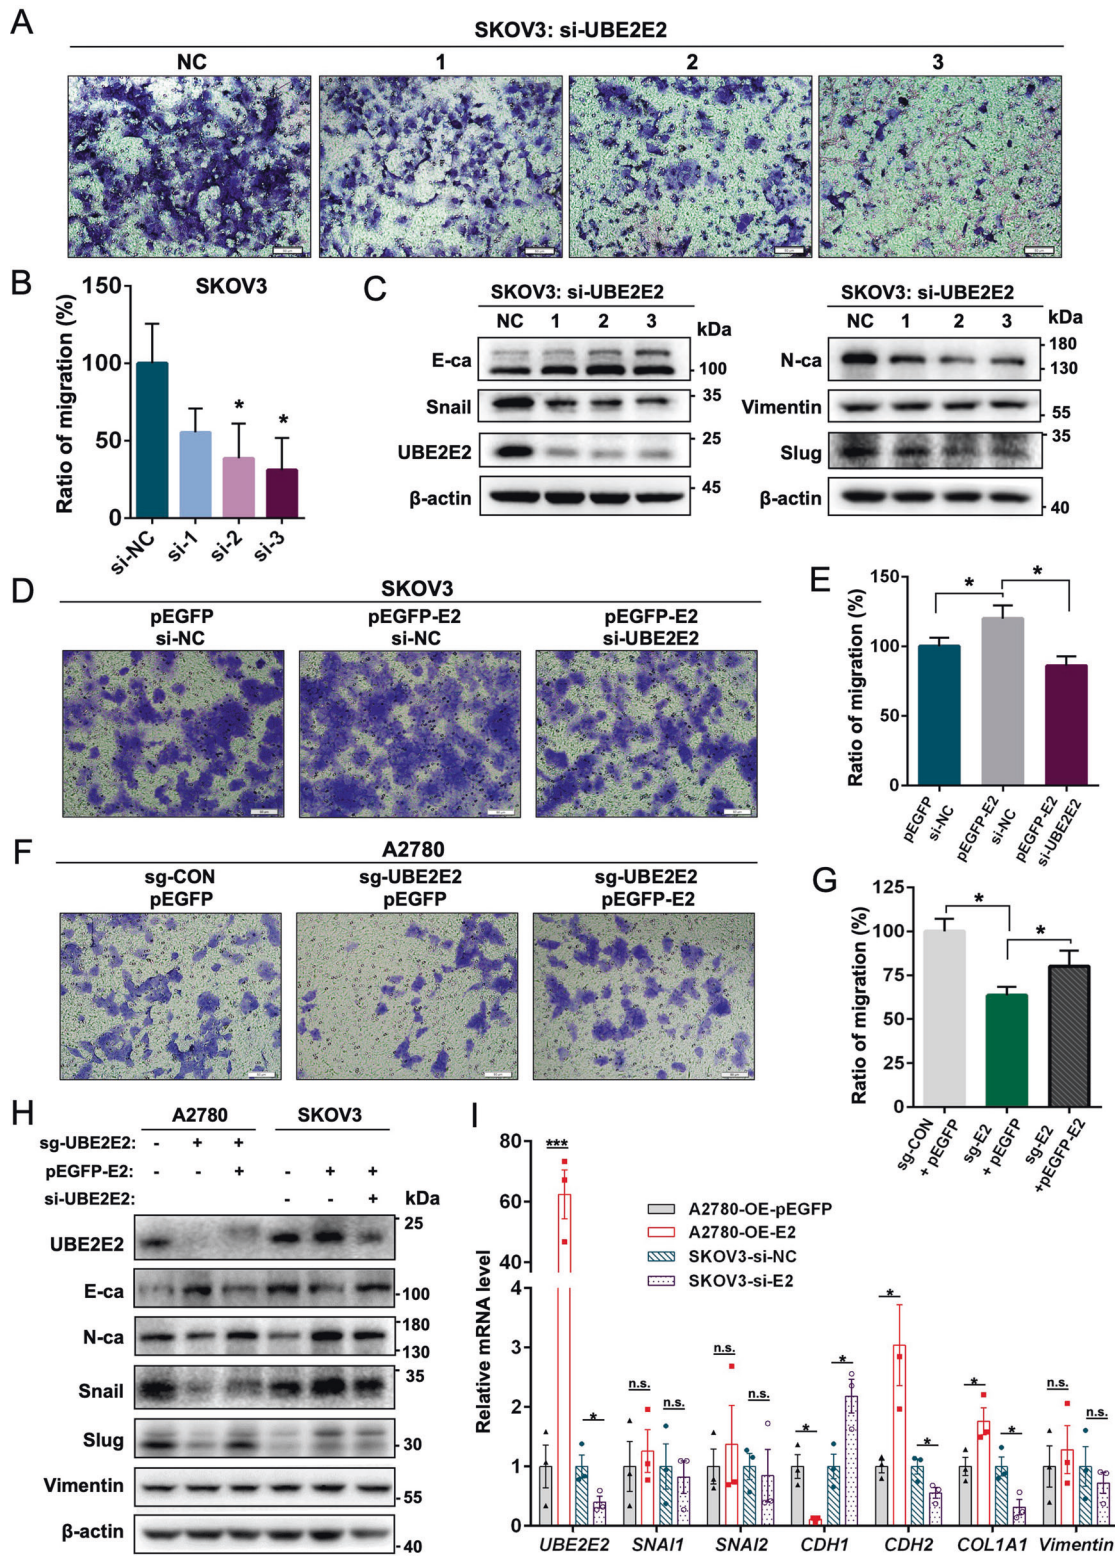 A
SKOV3: si-UBE2E2
NC 1 2 3
B
SKOV3
Ratio of migration (%)
150
100
50
0
* *
si-NC si-1 si-2 si-3
C
SKOV3: si-UBE2E2
NC 1 2 3 kDa
E-ca 100
Snail 35
UBE2E2 25
β-actin 45
SKOV3: si-UBE2E2
NC 1 2 3 kDa
N-ca 180
130
Vimentin 55
Slug 35
β-actin 40
D
SKOV3
pEGFP pEGFP-E2 pEGFP-E2
si-NC si-NC si-UBE2E2
E
Ratio of migration (%)
150
100
50
0
* *
pEGFP si-NC
pEGFP-E2 si-NC
pEGFP-E2 si-UBE2E2
F
A2780
sg-CON sg-UBE2E2 sg-UBE2E2
pEGFP pEGFP pEGFP-E2
G
Ratio of migration (%)
125
100
75
50
25
0
* *
sg-CON + pEGFP
sg-E2 + pEGFP
sg-E2 +pEGFP-E2
H
A2780 SKOV3
sg-UBE2E2: - + +
pEGFP-E2: - - + - + +
si-UBE2E2: - - + kDa
UBE2E2 25
E-ca 100
N-ca 180
130
Snail 35
Slug 30
Vimentin 55
β-actin 40
I
Relative mRNA level
80
60
40
4
3
2
1
0
A2780-OE-pEGFP
A2780-OE-E2
SKOV3-si-NC
SKOV3-si-E2
*** * n.s. n.s. n.s. n.s. * * * * * * n.s. n.s.
UBE2E2 SNAI1 SNAI2 CDH1 CDH2 COL1A1 Vimentin